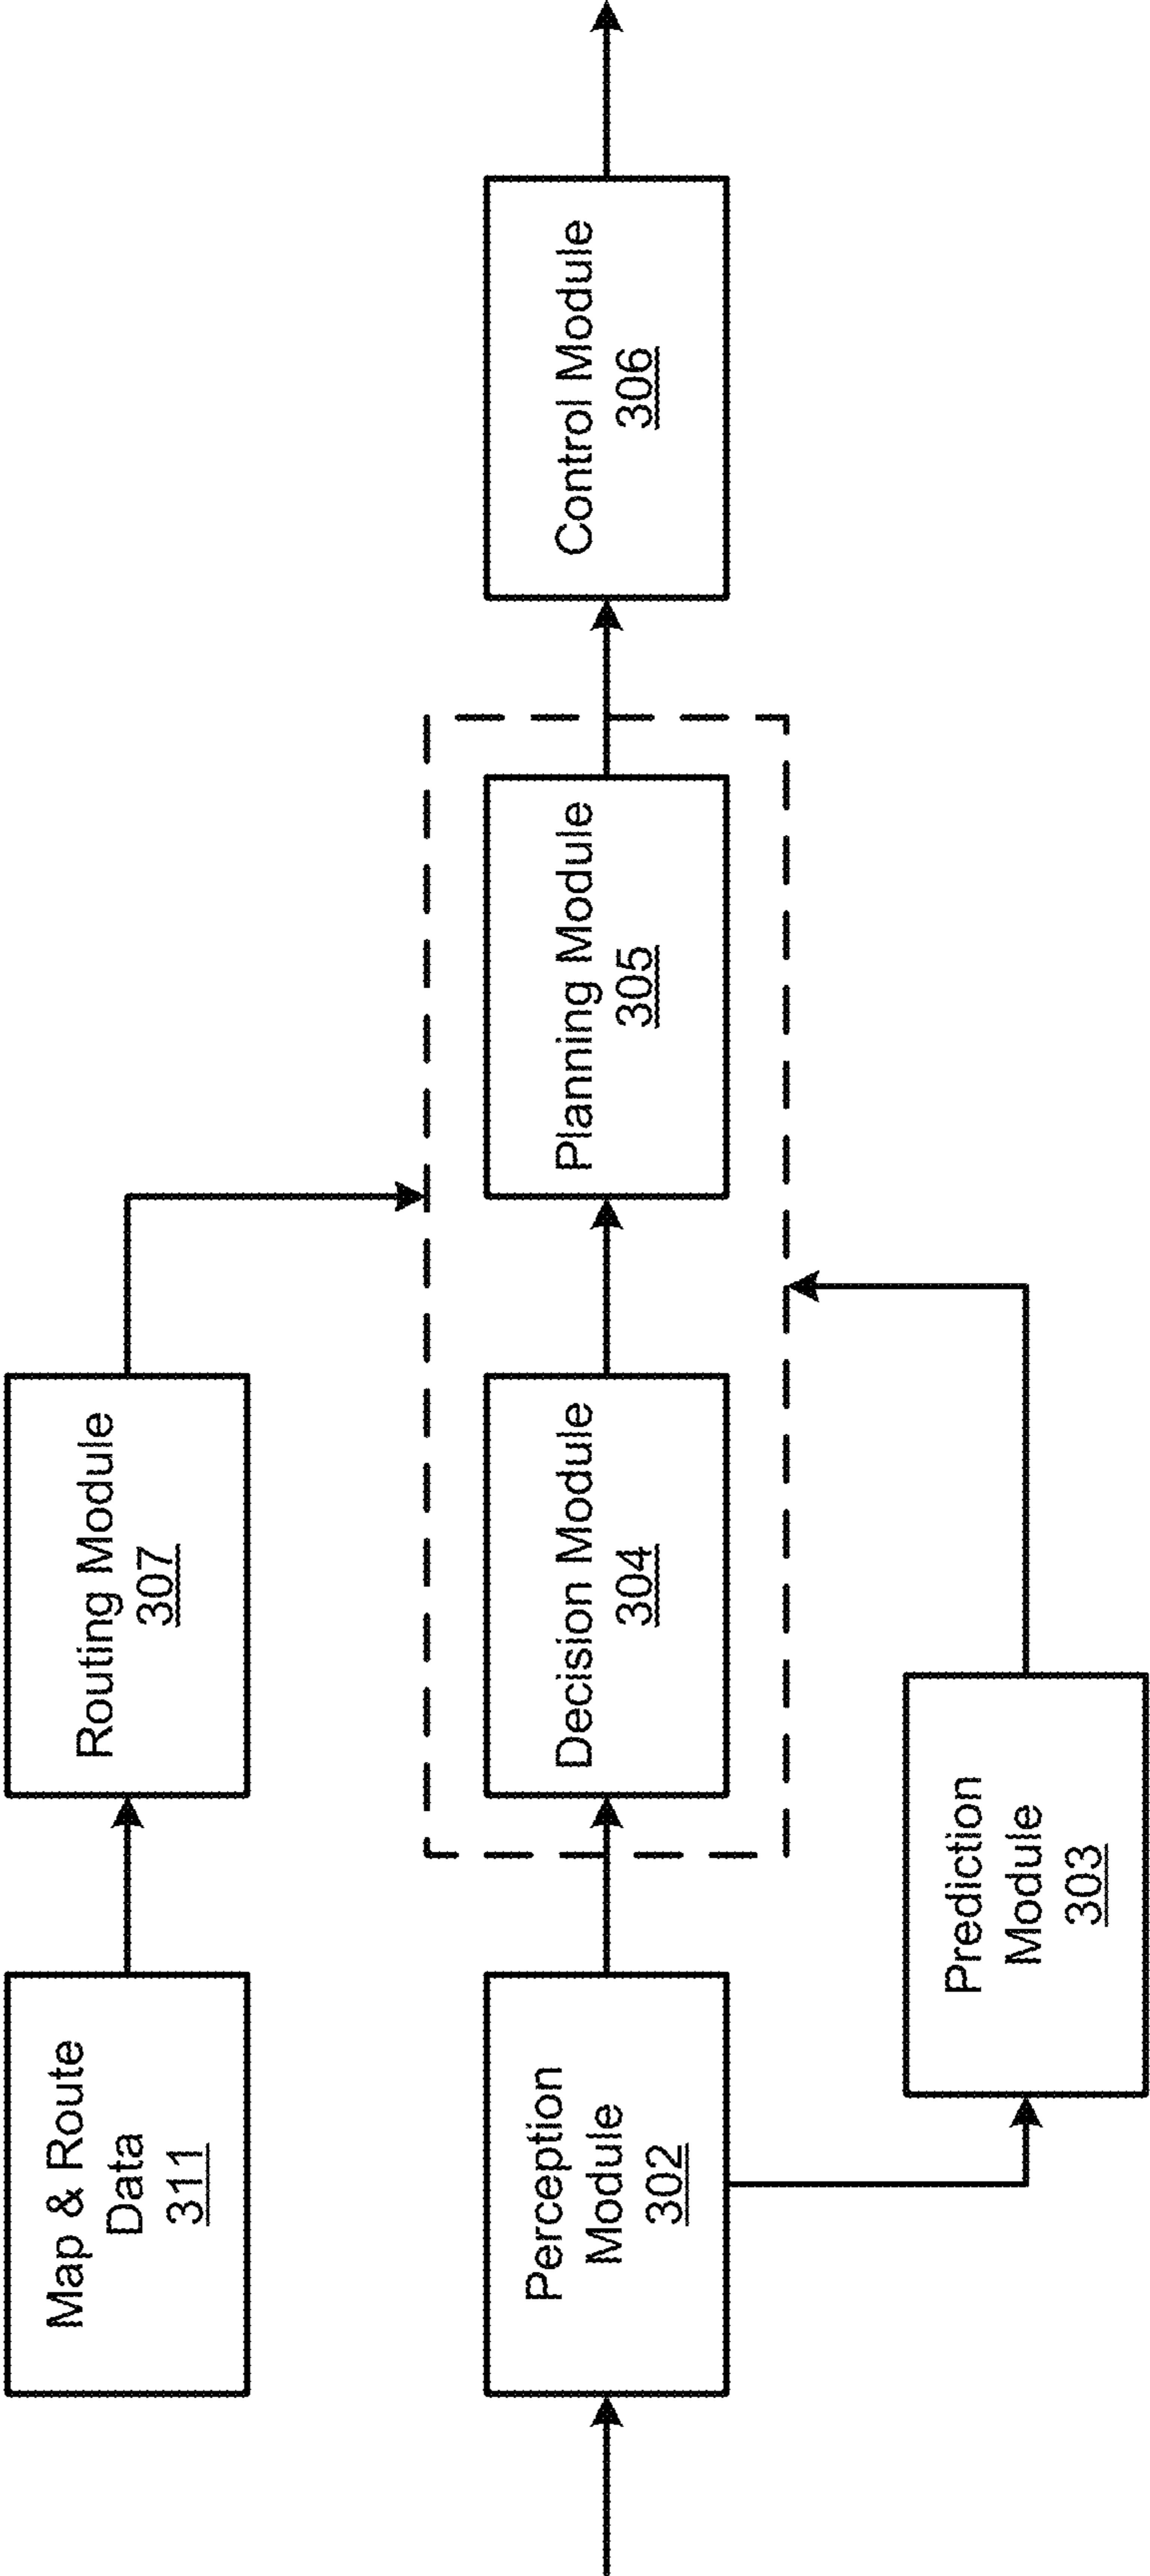 Map & Route
Data
311
Routing Module
307
Perception
Module
302
Decision Module
304
Planning Module
305
Control Module
306
Prediction
Module
303